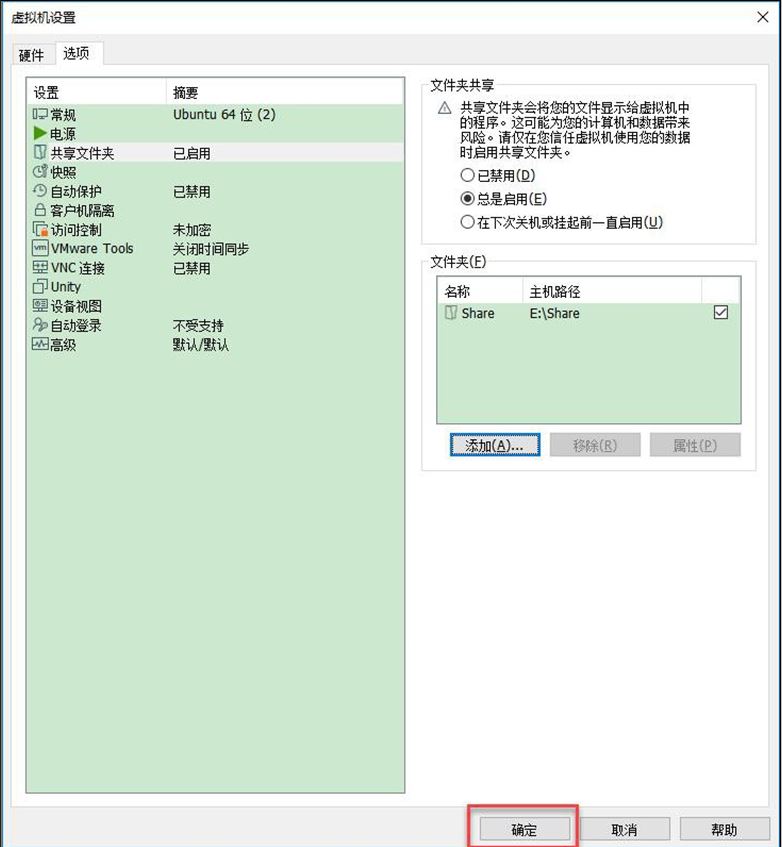 虚拟机设置
硬件 选项
设置 摘要
常规 Ubuntu 64 位 (2)
电源
共享文件夹 已启用
快照
自动保护 已禁用
客户机隔离
访问控制 未加密
vm VMware Tools 关闭时间同步
VNC 连接 已禁用
Unity
设备视图
自动登录 不受支持
高级 默认/默认
文件夹共享
共享文件夹会将您的文件显示给虚拟机中
的程序。这可能为您的计算机和数据带来
风险。请仅在您信任虚拟机使用您的数据
时启用共享文件夹。
已禁用(D)
总是启用(E)
在下次关机或挂起前一直启用(U)
文件夹(F)
名称 主机路径
Share E:\Share
添加(A)... 移除(R) 属性(P)
确定 取消 帮助